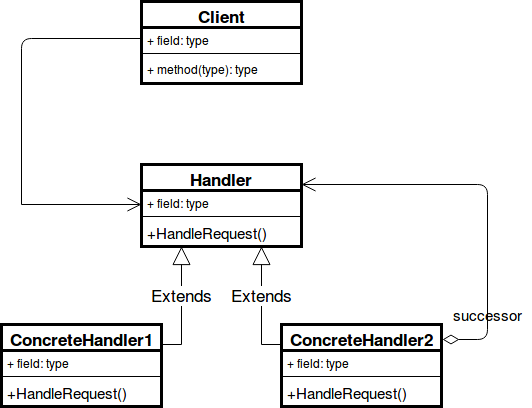 Client
+ field: type
+ method(type): type
Handler
+ field: type
+HandleRequest()
Extends
Extends
successor
ConcreteHandler1
+ field: type
+HandleRequest()
ConcreteHandler2
+ field: type
+HandleRequest()